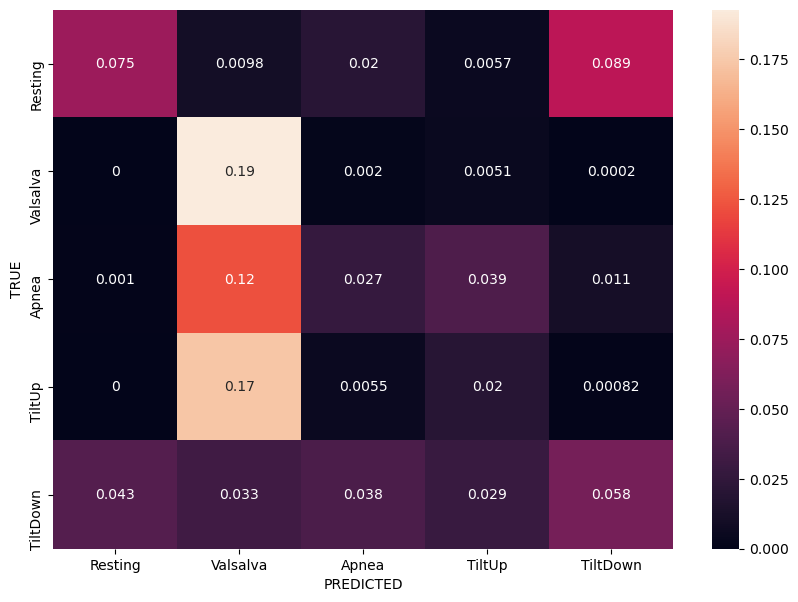 Resting 0.075 0.0098 0.02 0.0057 0.089
Valsalva 0 0.19 0.002 0.0051 0.0002
Apnea 0.001 0.12 0.027 0.039 0.011
TiltUp 0 0.17 0.0055 0.02 0.00082
TiltDown 0.043 0.033 0.038 0.029 0.058
TRUE
Resting Valsalva Apnea TiltUp TiltDown
PREDICTED
0.175
0.150
0.125
0.100
0.075
0.050
0.025
0.000